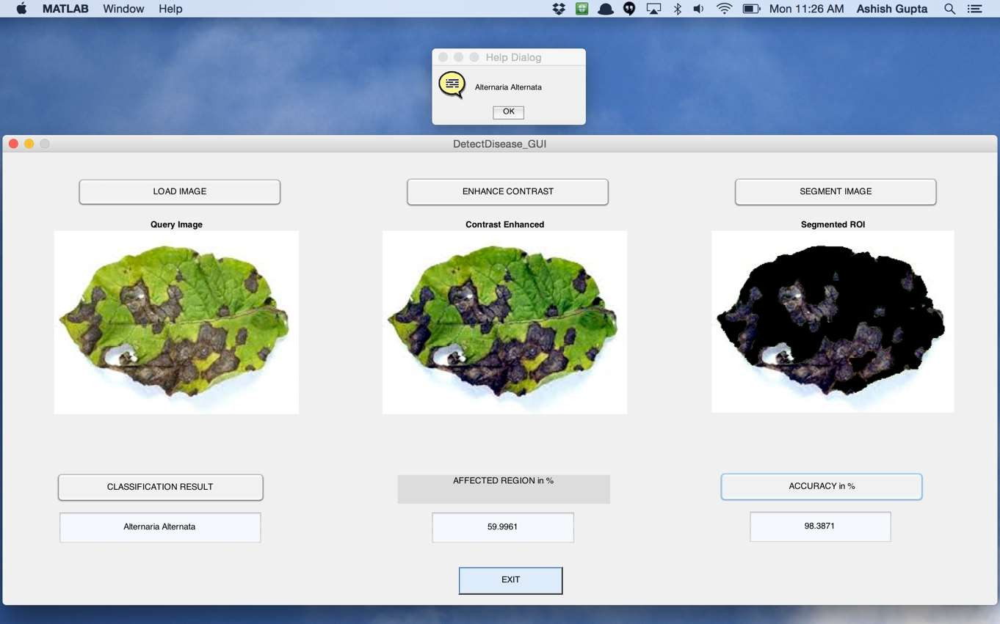 MATLAB Window Help Mon 11:26 AM Ashish Gupta
Help Dialog
Alternaria Alternata
OK
DetectDisease_GUI
LOAD IMAGE ENHANCE CONTRAST SEGMENT IMAGE
Query Image Contrast Enhanced Segmented ROI
CLASSIFICATION RESULT AFFECTED REGION in % ACCURACY in %
Alternaria Alternata 59.9961 98.3871
EXIT